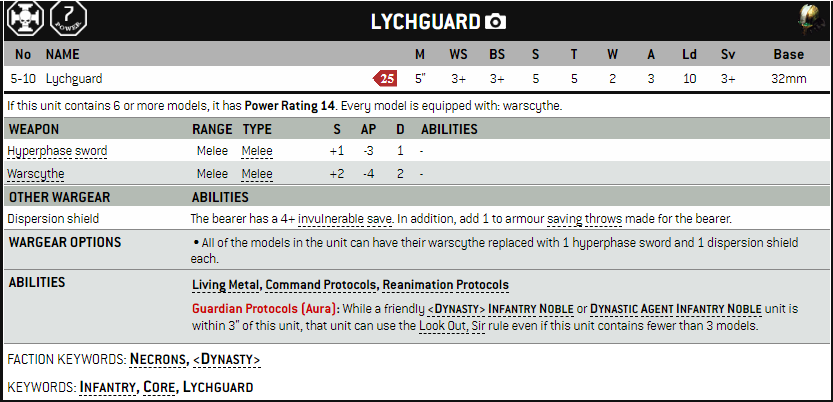 7
POWER
LYCHGUARD
No NAME M WS BS S T W A Ld Sv Base
5-10 Lychguard 25 5" 3+ 3+ 5 5 2 3 10 3+ 32mm
If this unit contains 6 or more models, it has Power Rating 14. Every model is equipped with: warscythe.
WEAPON RANGE TYPE S AP D ABILITIES
Hyperphase sword Melee Melee +1 -3 1 -
Warscythe Melee Melee +2 -4 2 -
OTHER WARGEAR ABILITIES
Dispersion shield The bearer has a 4+ invulnerable save. In addition, add 1 to armour saving throws made for the bearer.
WARGEAR OPTIONS • All of the models in the unit can have their warscythe replaced with 1 hyperphase sword and 1 dispersion shield
each.
ABILITIES Living Metal, Command Protocols, Reanimation Protocols
Guardian Protocols (Aura): While a friendly <DYNASTY> INFANTRY NOBLE or DYNASTIC AGENT INFANTRY NOBLE unit is
within 3" of this unit, that unit can use the Look Out, Sir rule even if this unit contains fewer than 3 models.
FACTION KEYWORDS: NECRONS, <DYNASTY>
KEYWORDS: INFANTRY, CORE, LYCHGUARD